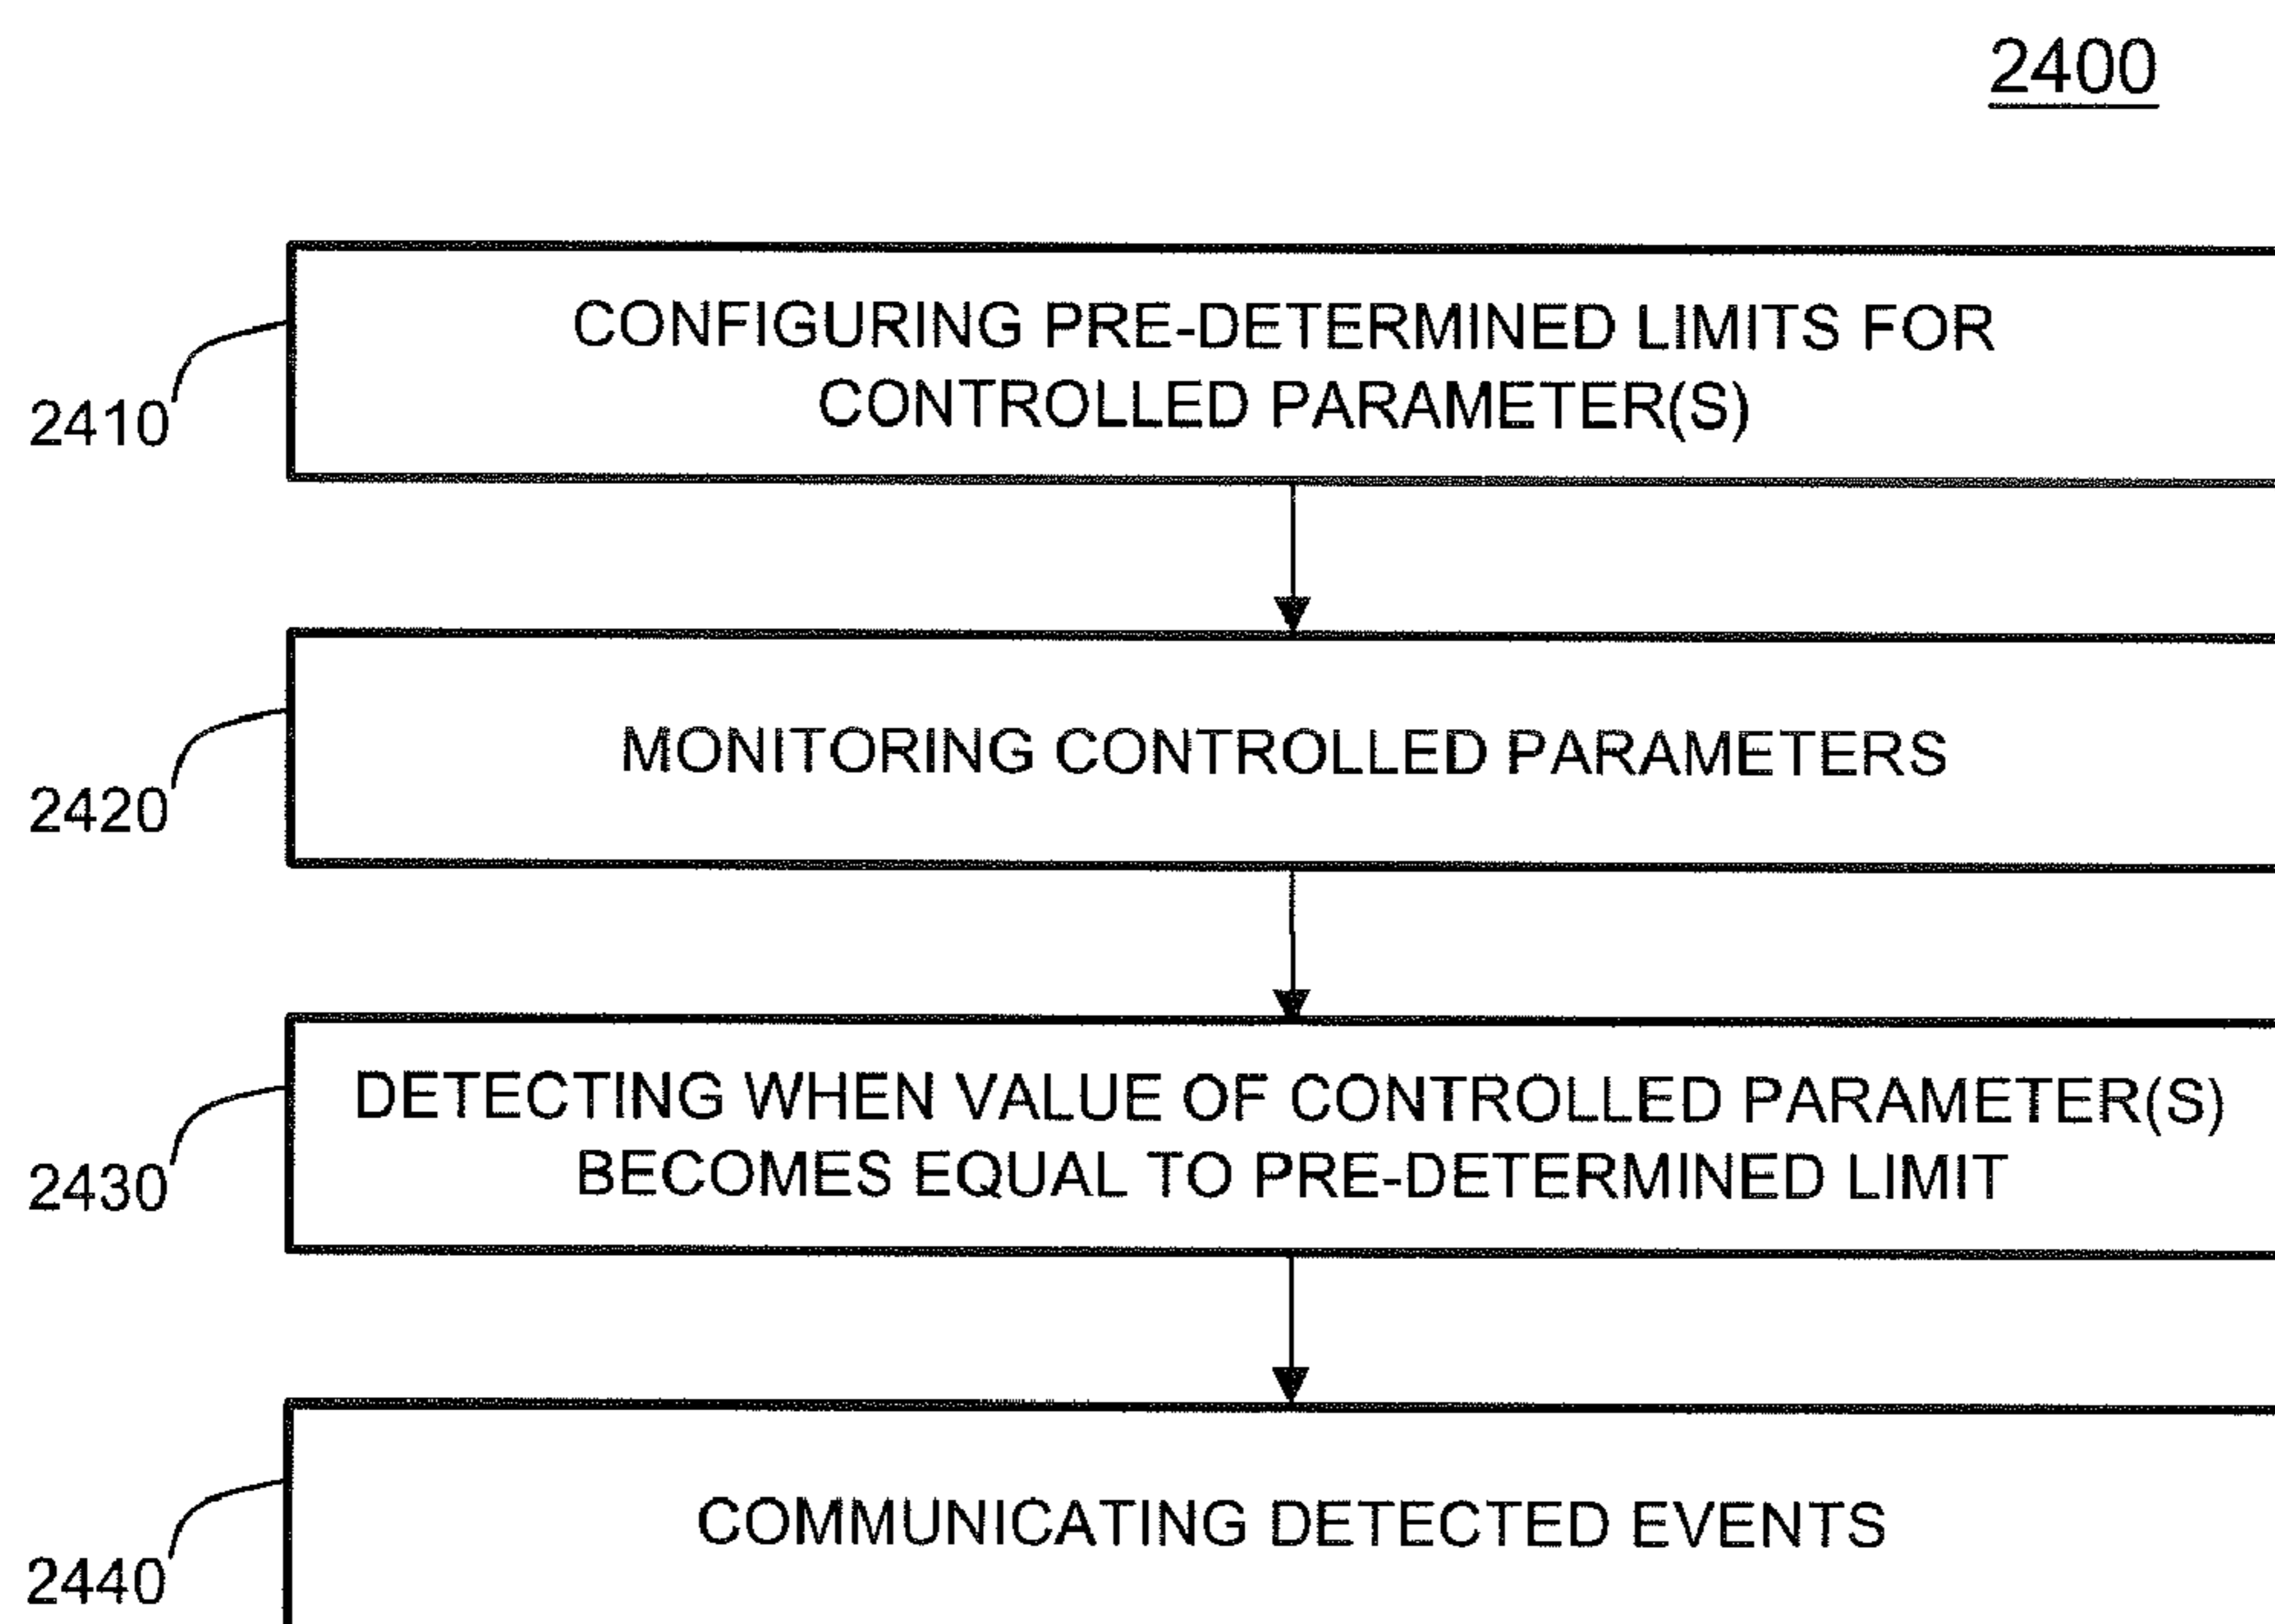 2400
CONFIGURING PRE-DETERMINED LIMITS FOR
CONTROLLED PARAMETER(S)
2410
MONITORING CONTROLLED PARAMETERS
2420
DETECTING WHEN VALUE OF CONTROLLED PARAMETER(S)
BECOMES EQUAL TO PRE-DETERMINED LIMIT
2430
COMMUNICATING DETECTED EVENTS
2440